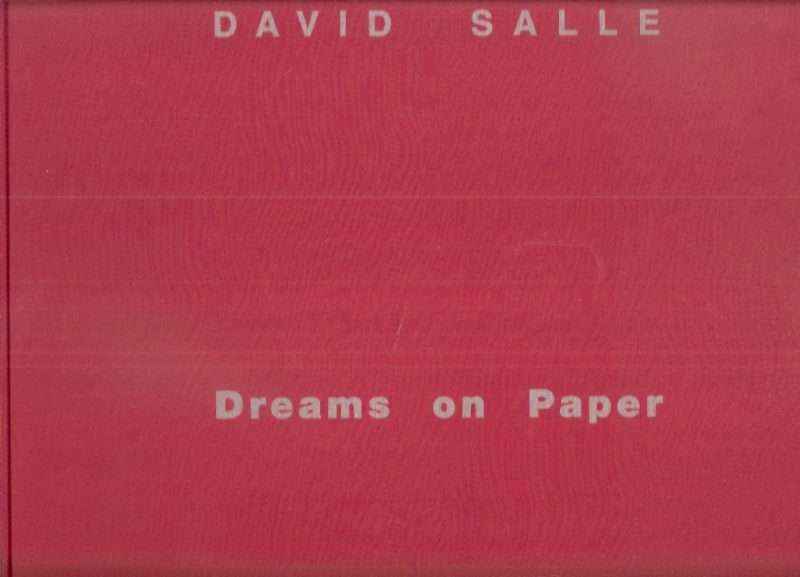 DAVID SALLE
Dreams on Paper